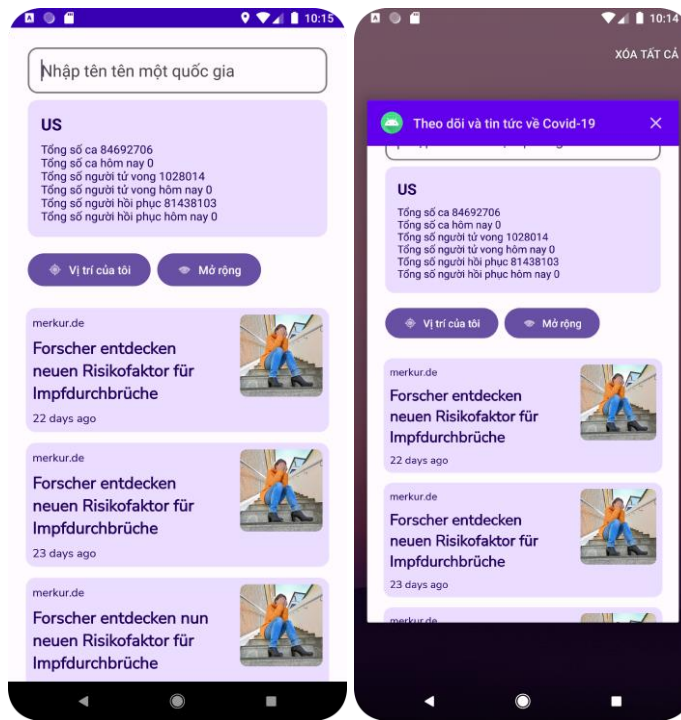 10:15
Nhập tên tên một quốc gia
US
Tổng số ca 84692706
Tổng số ca hôm nay 0
Tổng số người tử vong 1028014
Tổng số người tử vong hôm nay 0
Tổng số người hồi phục 81438103
Tổng số người hồi phục hôm nay 0
Vị trí của tôi
Mở rộng
merkur.de
Forscher entdecken
neuen Risikofaktor für
Impfdurchbrüche
22 days ago
merkur.de
Forscher entdecken
neuen Risikofaktor für
Impfdurchbrüche
23 days ago
merkur.de
Forscher entdecken nun
neuen Risikofaktor für
Impfdurchbrüche
10:14
XÓA TẤT CẢ
Theo dõi và tin tức về Covid-19
US
Tổng số ca 84692706
Tổng số ca hôm nay 0
Tổng số người tử vong 1028014
Tổng số người tử vong hôm nay 0
Tổng số người hồi phục 81438103
Tổng số người hồi phục hôm nay 0
Vị trí của tôi
Mở rộng
merkur.de
Forscher entdecken
neuen Risikofaktor für
Impfdurchbrüche
22 days ago
merkur.de
Forscher entdecken
neuen Risikofaktor für
Impfdurchbrüche
23 days ago
merkur.de